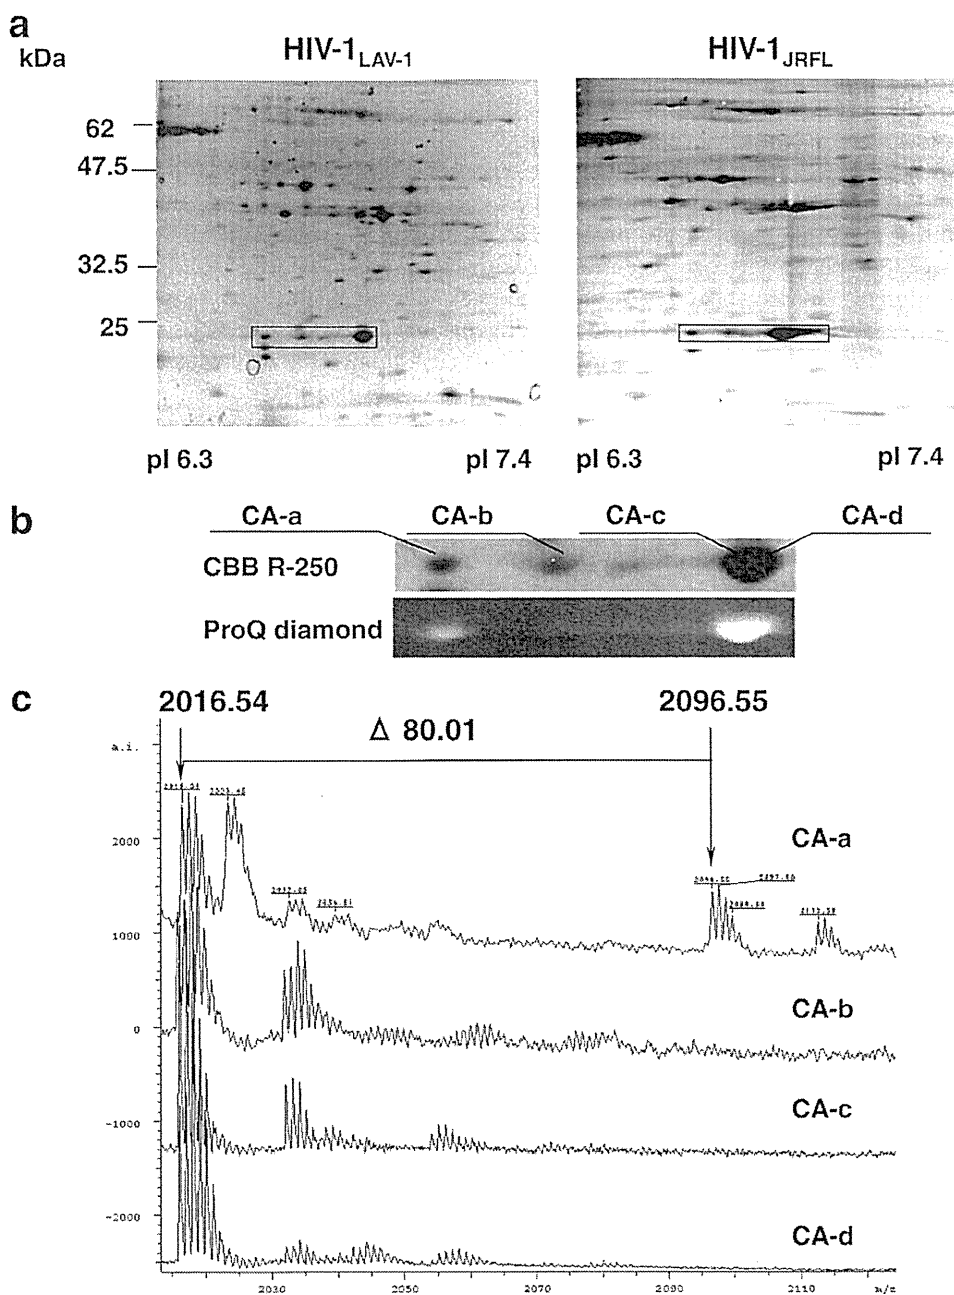 a
kDa
HIV-1LAV-1
HIV-1JRFL
62
47.5
32.5
25
pI 6.3
pI 7.4
pI 6.3
pI 7.4
b
CA-a
CA-b
CA-c
CA-d
CBB R-250
ProQ diamond
c
2016.54
2096.55
Δ 80.01
a.i.
2000
CA-a
1000
CA-b
0
CA-c
-1000
-2000
CA-d
2030
2050
2070
2090
2110
m/z